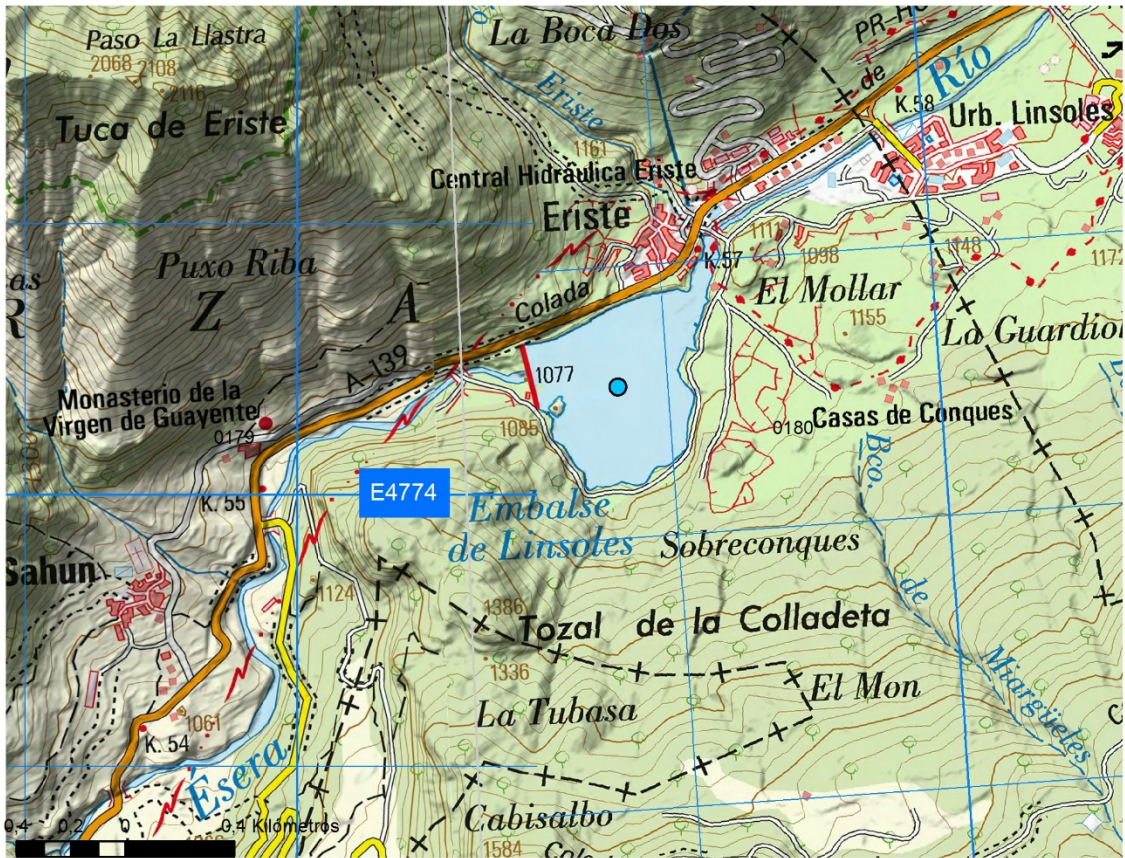 Paso La Llastra
2068
2108
2116
Tuca de Eriste
La Boca Dos
PR-H
de
Río
K.58
Urb. Linsoles
Eriste
1161
Central Hidráulica Eriste
Eriste
K.57
1111
1098
1148
1172
Puxo Riba
Z
A
R
Colada
El Mollar
1155
La Guardiol
A-139
1077
1085
Monasterio de la
Virgen de Guayente
0179
0180
Casas de Conques
Bco.
de
Miargüeles
E4774
K. 55
Embalse
de Linsoles
Sobreconques
Sahun
1124
1386
Tozal de la Colladeta
1336
El Mon
La Tubasa
1061
K. 54
Ésera
Cabisalbo
1584
0,4 0,2 0 0,4 Kilómetros